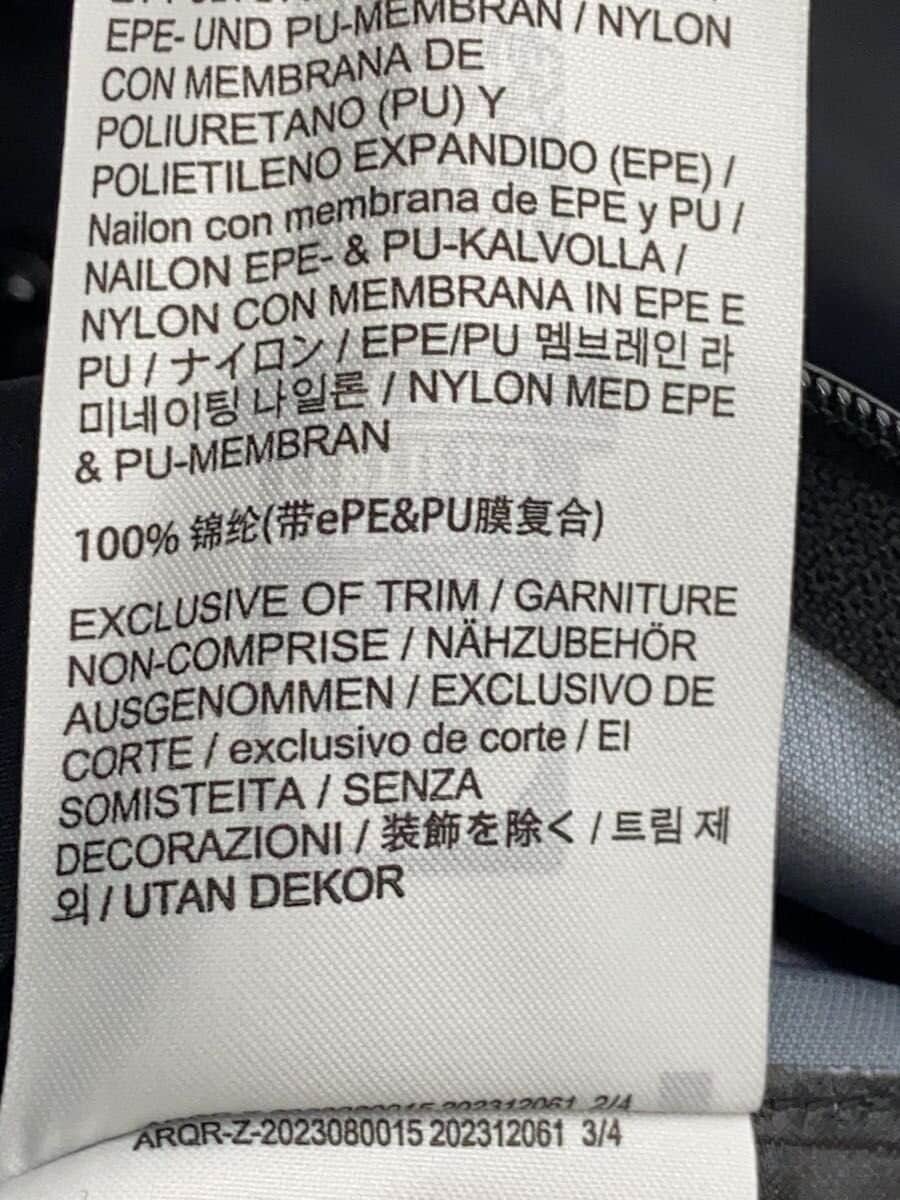 EPE- UND PU-MEMBRAN / NYLON
CON MEMBRANA DE
POLIURETANO (PU) Y
POLIETILENO EXPANDIDO (EPE) /
Nailon con membrana de EPE y PU /
NAILON EPE- & PU-KALVOLLA /
NYLON CON MEMBRANA IN EPE E
PU / ナイロン / EPE/PU 멤브레인 라
미네이팅 나일론 / NYLON MED EPE
& PU-MEMBRAN
100% 锦纶(带ePE&PU膜复合)
EXCLUSIVE OF TRIM / GARNITURE
NON-COMPRISE / NÄHZUBEHÖR
AUSGENOMMEN / EXCLUSIVO DE
CORTE / exclusivo de corte / EI
SOMISTEITA / SENZA
DECORAZIONI / 装飾を除く / 트림 제
외 / UTAN DEKOR
202312061 2/4
ARQR-Z-2023080015 202312061 3/4